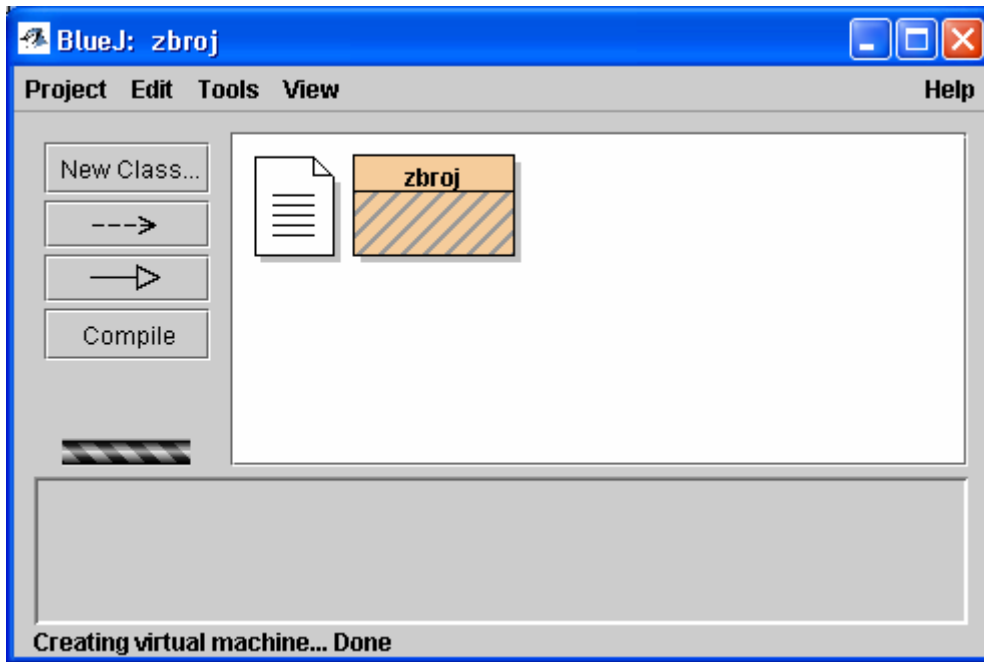 BlueJ: zbroj
Project Edit Tools View Help
New Class...
zbroj
Compile
Creating virtual machine... Done